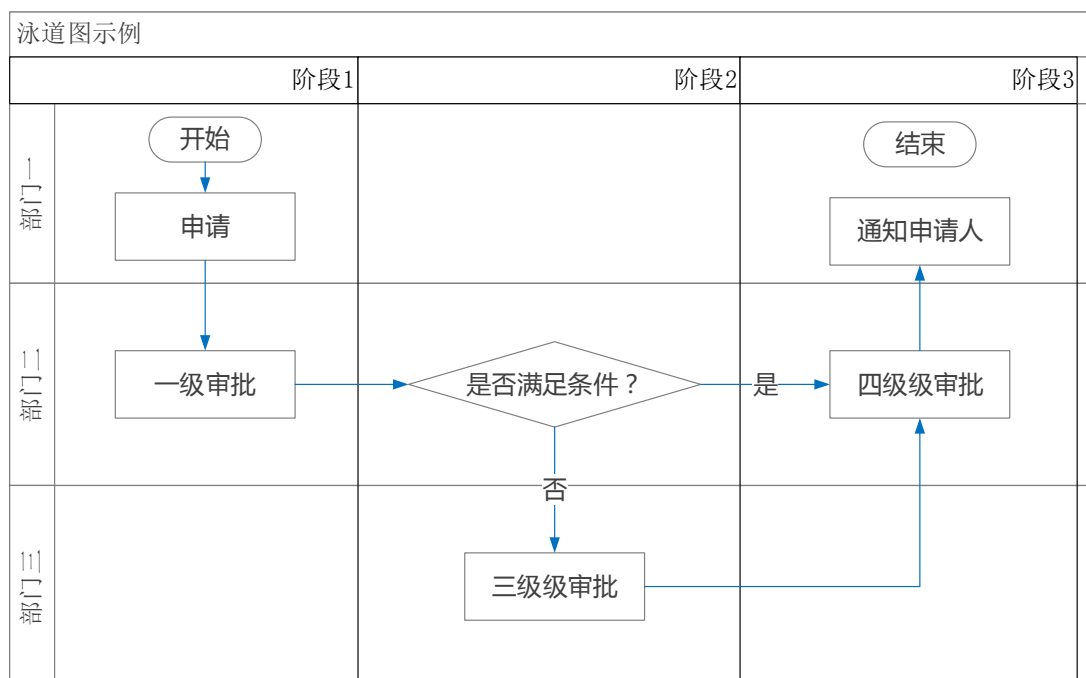 泳道图示例
阶段1
阶段2
阶段3
部门一
开始
结束
申请
通知申请人
部门二
一级审批
是否满足条件？
是
四级级审批
否
部门三
三级级审批